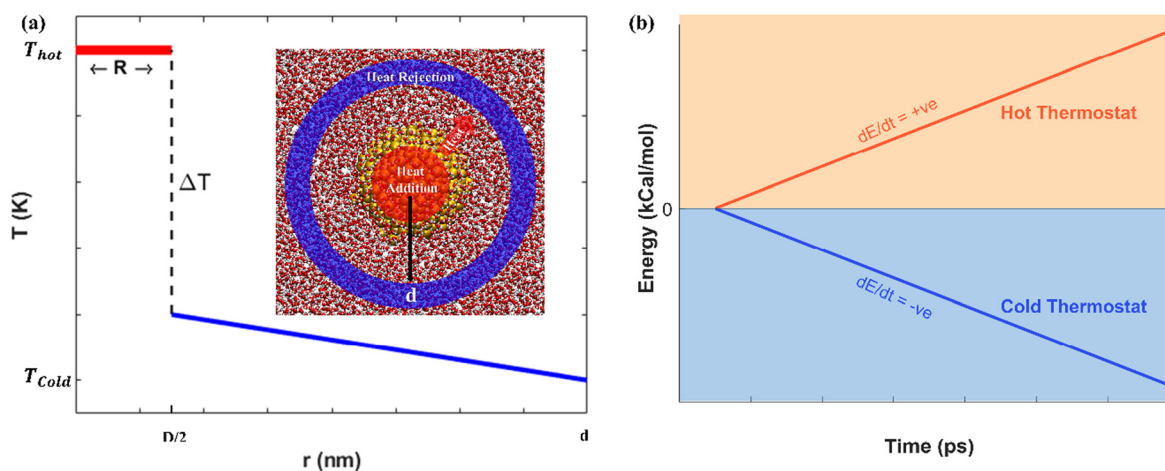 (a)
T_hot
← R →
ΔT
T (K)
T_Cold
D/2
d
r (nm)
Heat Rejection
Heat
Addition
d
(b)
dE/dt = +ve
Hot Thermostat
0
Energy (kCal/mol)
dE/dt = -ve
Cold Thermostat
Time (ps)